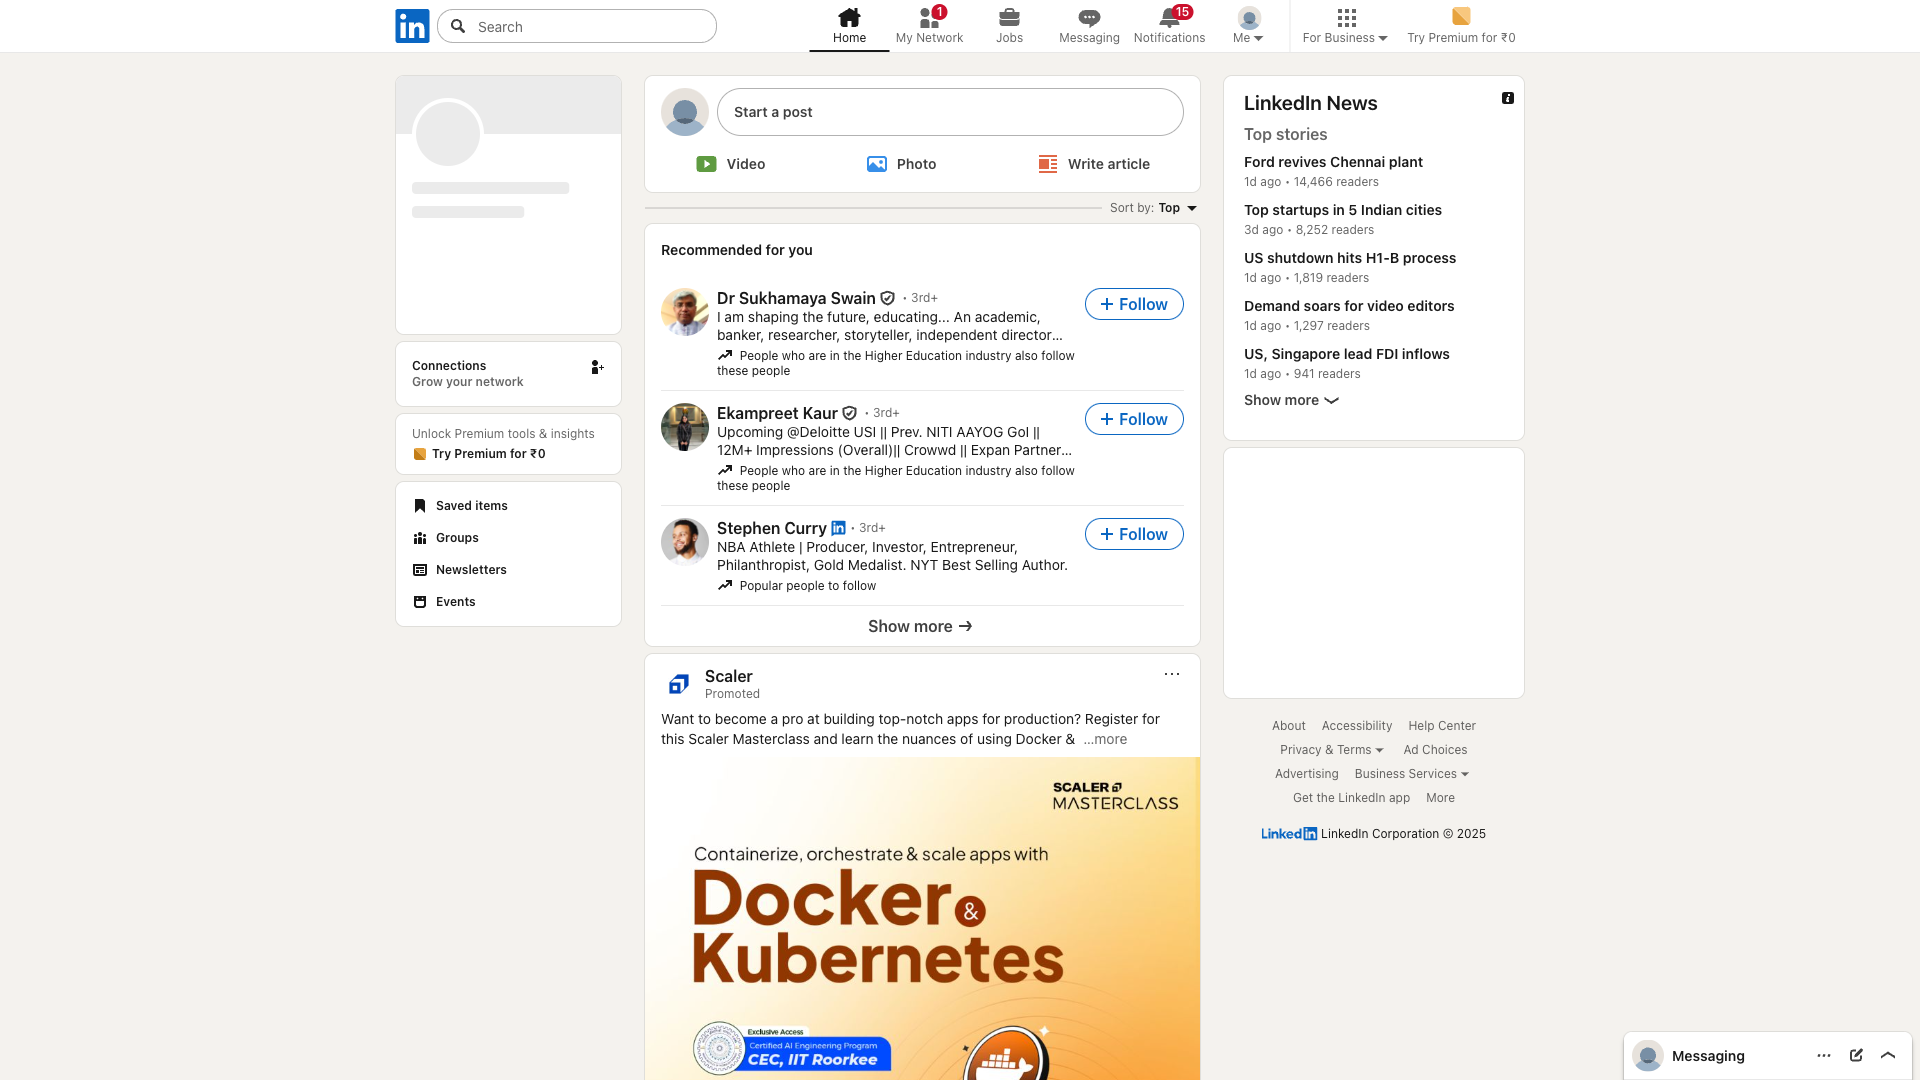 in
Search
Home
1
My Network
Jobs
Messaging
15
Notifications
Me
For Business
Try Premium for ₹0
Connections
Grow your network
Unlock Premium tools & insights
Try Premium for ₹0
Saved items
Groups
Newsletters
Events
Start a post
Video
Photo
Write article
Sort by: Top
Recommended for you
Dr Sukhamaya Swain • 3rd+
I am shaping the future, educating... An academic,
banker, researcher, storyteller, independent director...
People who are in the Higher Education industry also follow
these people
+ Follow
Ekampreet Kaur • 3rd+
Upcoming @Deloitte USI || Prev. NITI AAYOG GoI ||
12M+ Impressions (Overall)|| Crowwd || Expan Partner...
People who are in the Higher Education industry also follow
these people
+ Follow
Stephen Curry in • 3rd+
NBA Athlete | Producer, Investor, Entrepreneur,
Philanthropist, Gold Medalist. NYT Best Selling Author.
Popular people to follow
+ Follow
Show more →
Scaler
Promoted
Want to become a pro at building top-notch apps for production? Register for
this Scaler Masterclass and learn the nuances of using Docker & ...more
SCALER
MASTERCLASS
Containerize, orchestrate & scale apps with
Docker &
Kubernetes
Exclusive Access
Certified AI Engineering Program
CEC, IIT Roorkee
LinkedIn News
Top stories
Ford revives Chennai plant
1d ago • 14,466 readers
Top startups in 5 Indian cities
3d ago • 8,252 readers
US shutdown hits H1-B process
1d ago • 1,819 readers
Demand soars for video editors
1d ago • 1,297 readers
US, Singapore lead FDI inflows
1d ago • 941 readers
Show more
About Accessibility Help Center
Privacy & Terms Ad Choices
Advertising Business Services
Get the LinkedIn app More
LinkedIn LinkedIn Corporation © 2025
Messaging